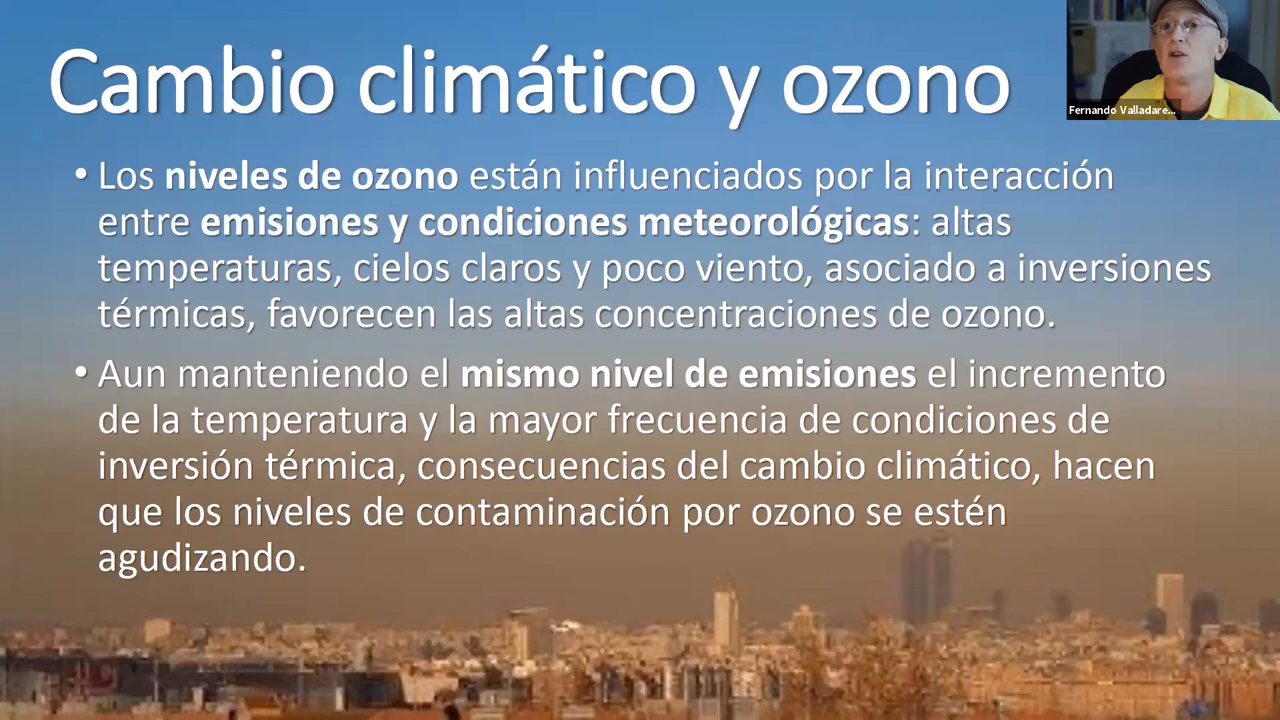 Cambio climático y ozono
Fernando Valladare...
• Los niveles de ozono están influenciados por la interacción
entre emisiones y condiciones meteorológicas: altas
temperaturas, cielos claros y poco viento, asociado a inversiones
térmicas, favorecen las altas concentraciones de ozono.
• Aun manteniendo el mismo nivel de emisiones el incremento
de la temperatura y la mayor frecuencia de condiciones de
inversión térmica, consecuencias del cambio climático, hacen
que los niveles de contaminación por ozono se estén
agudizando.